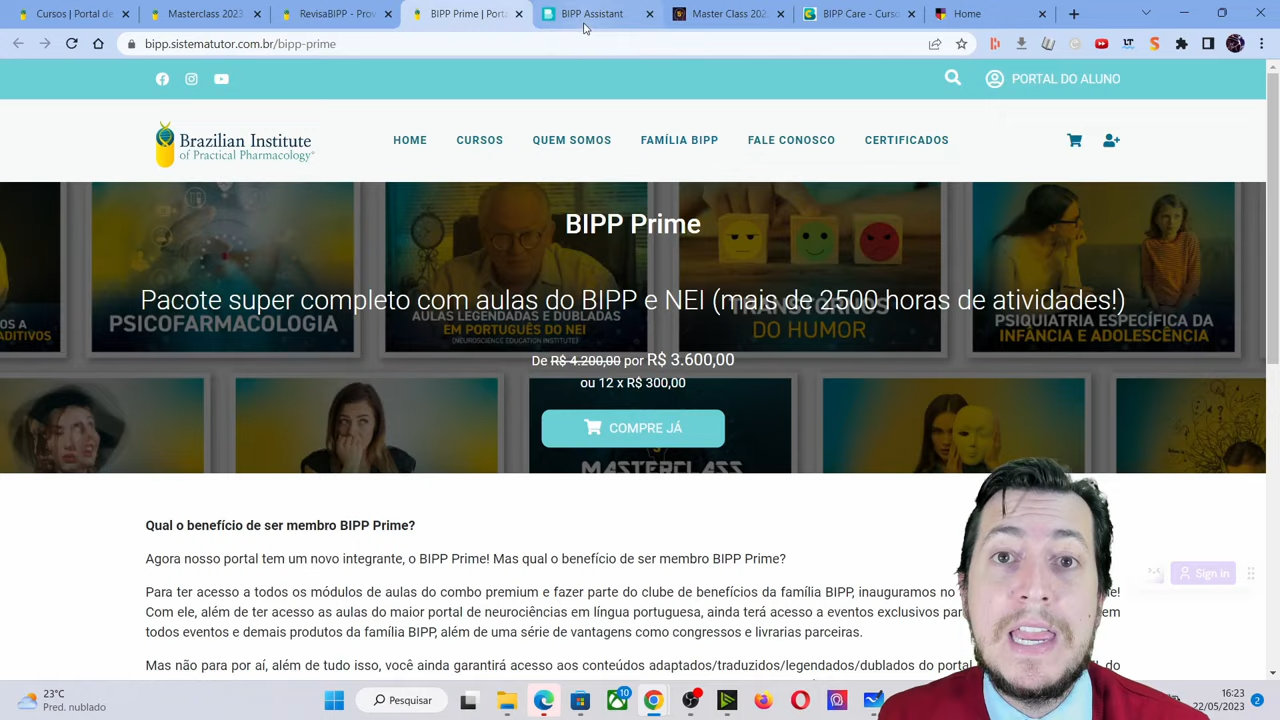 Cursos | Portal de
Masterclasses 2023
RevisaBIPP - Prov
BIPP Prime | Porta
BIPP Assistant
Master Class 202
BIPP Care - Curso
Home
bipp.sistematutor.com.br/bipp-prime
PORTAL DO ALUNO
Brazilian Institute
of Practical Pharmacology
HOME
CURSOS
QUEM SOMOS
FAMÍLIA BIPP
FALE CONOSCO
CERTIFICADOS
BIPP Prime
Pacote super completo com aulas do BIPP e NEI (mais de 2500 horas de atividades!)
PSICOFARMACOLOGIA
AULAS LEGENDADAS E DUBLADAS
EM PORTUGUÊS DO NEI
(NEUROSCIENCE EDUCATION INSTITUTE)
TRANSTORNOS
DO HUMOR
PSIQUIATRIA ESPECÍFICA DA
INFÂNCIA E ADOLESCÊNCIA
De R$ 4.200,00 por R$ 3.600,00
ou 12 x R$ 300,00
COMPRE JÁ
MASTERCLASS
Qual o benefício de ser membro BIPP Prime?
Agora nosso portal tem um novo integrante, o BIPP Prime! Mas qual o benefício de ser membro BIPP Prime?
Para ter acesso a todos os módulos de aulas do combo premium e fazer parte do clube de benefícios da família BIPP, inauguramos no
Com ele, além de ter acesso as aulas do maior portal de neurociências em língua portuguesa, ainda terá acesso a eventos exclusivos par em
todos eventos e demais produtos da família BIPP, além de uma série de vantagens como congressos e livrarias parceiras.
Mas não para por aí, além de tudo isso, você ainda garantirá acesso aos conteúdos adaptados/traduzidos/legendados/dublados do portal do
Sign in
23°C
Pred. nublado
Pesquisar
10
16:23
22/05/2023
2